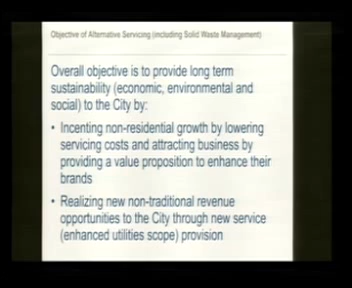 Objective of Alternative Servicing (including Solid Waste Management)
Overall objective is to provide long term
sustainability (economic, environmental and
social) to the City by:
• Incenting non-residential growth by lowering
servicing costs and attracting business by
providing a value proposition to enhance their
brands
• Realizing new non-traditional revenue
opportunities to the City through new service
(enhanced utilities scope) provision